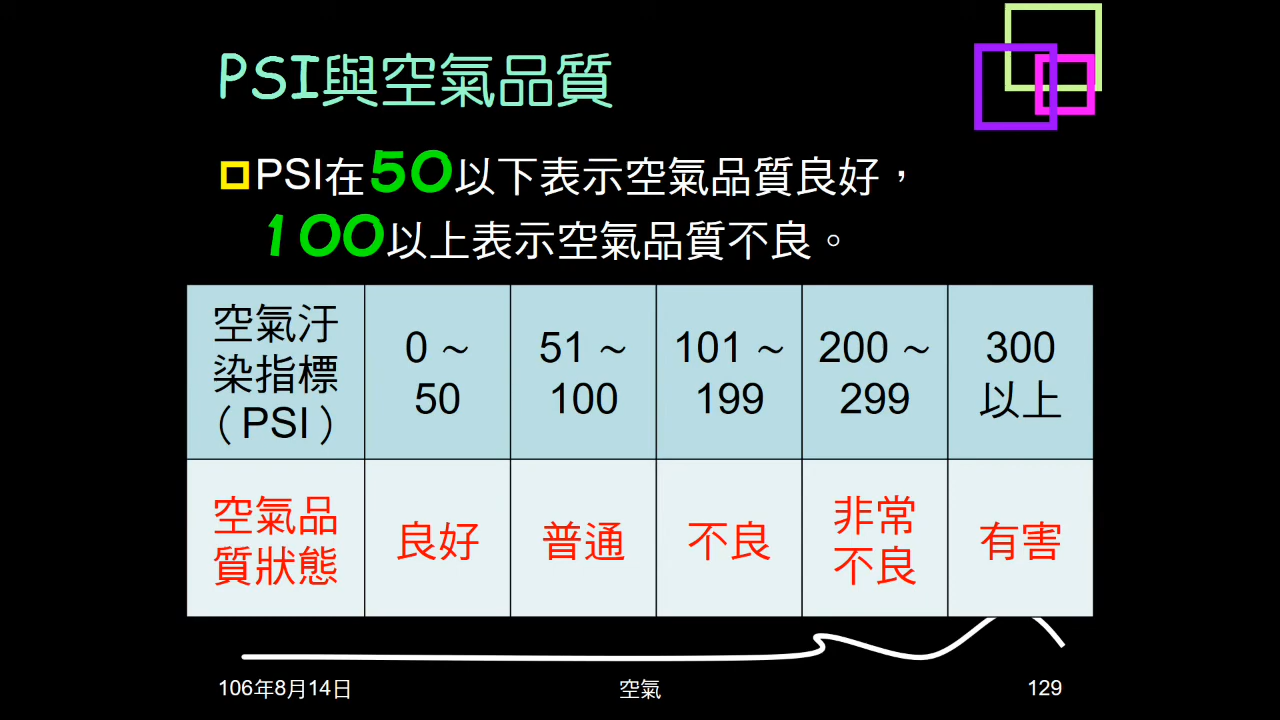 PSI與空氣品質
PSI在50以下表示空氣品質良好，
100以上表示空氣品質不良。
空氣汙
染指標
（PSI）
0～
50
51～
100
101～
199
200～
299
300
以上
空氣品
質狀態
良好
普通
不良
非常
不良
有害
106年8月14日
空氣
129